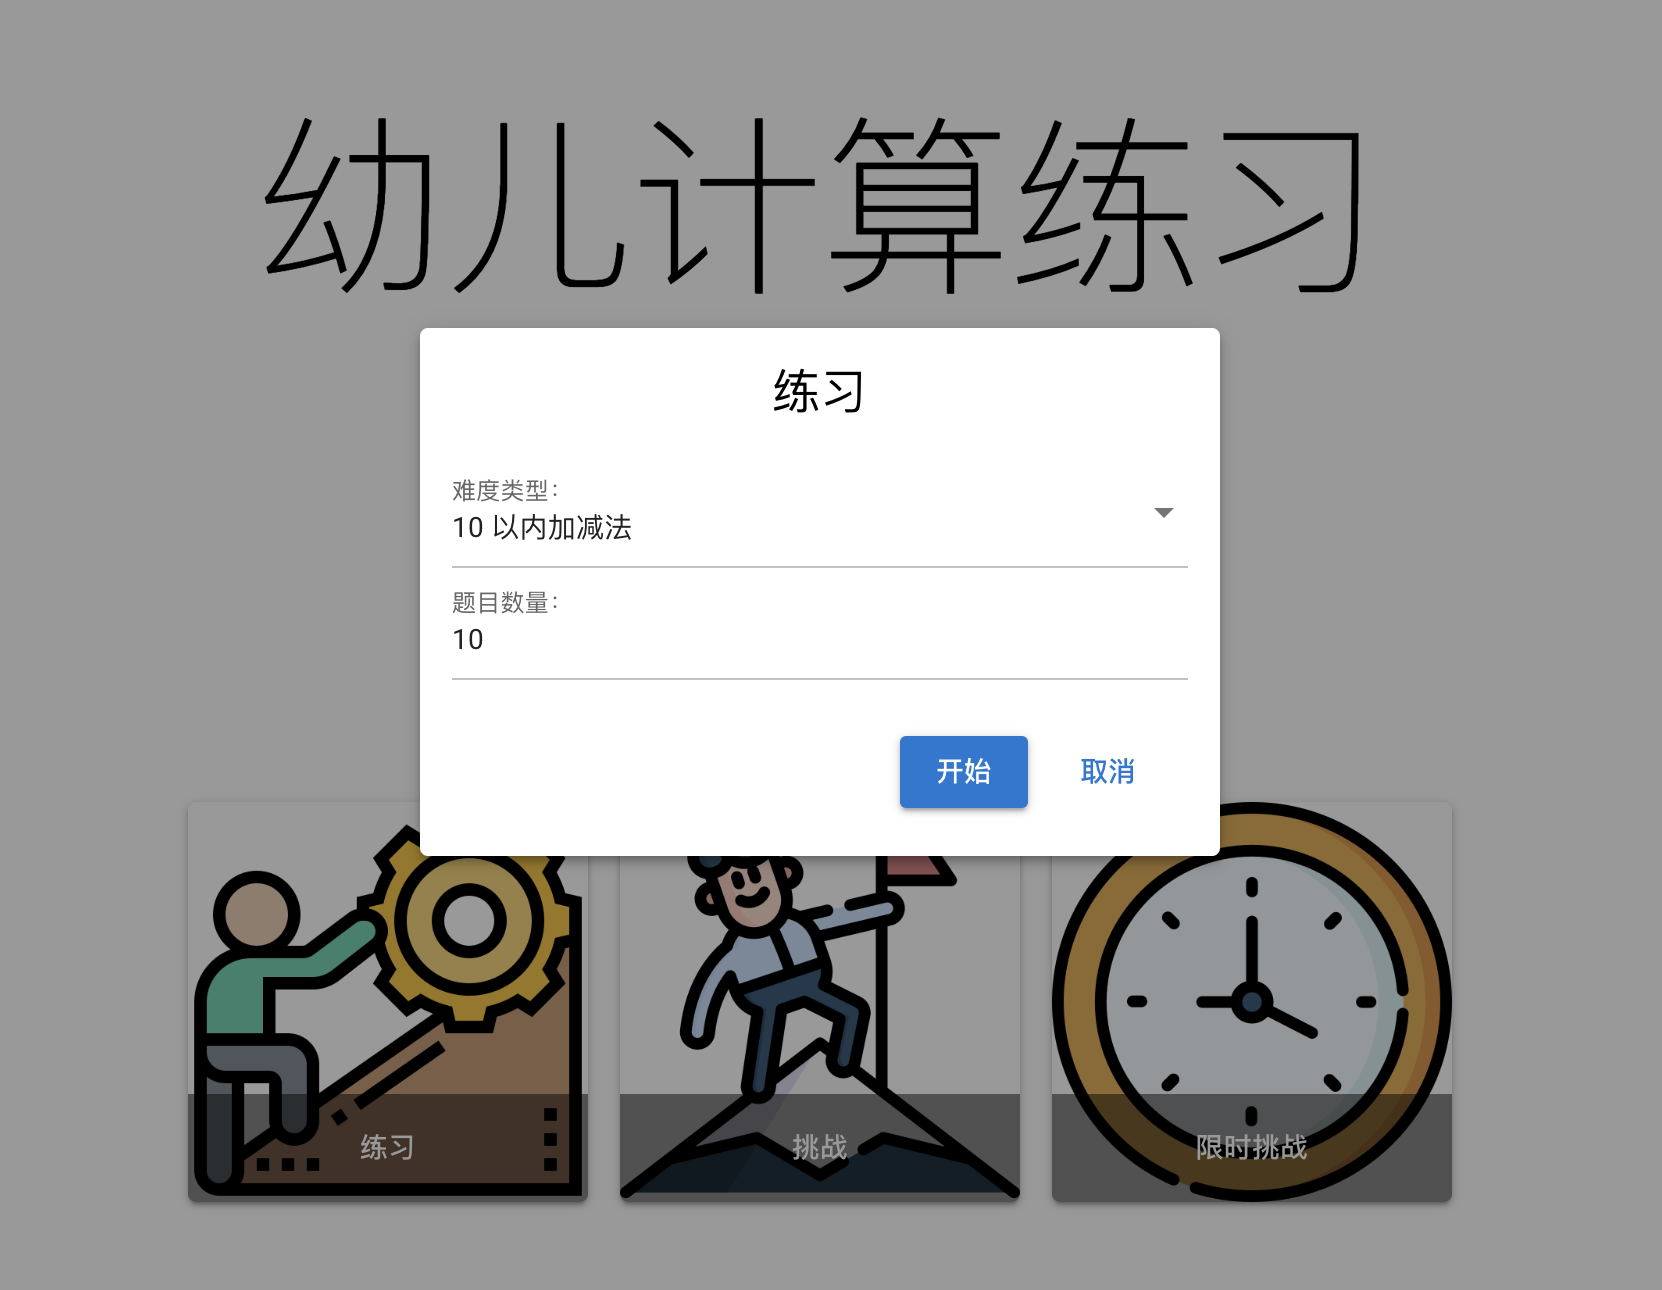 幼儿计算练习
练习
难度类型：
10 以内加减法
题目数量：
10
开始 取消
练习 挑战 限时挑战